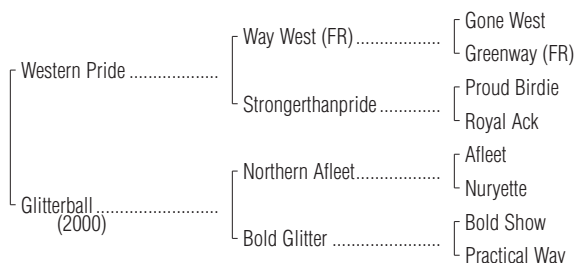 Gone West
Way West (FR)
Greenway (FR)
Western Pride
Proud Birdie
Strongerthanpride
Royal Ack
Afleet
Northern Afleet
Nuryette
Glitterball
(2000)
Bold Show
Bold Glitter
Practical Way